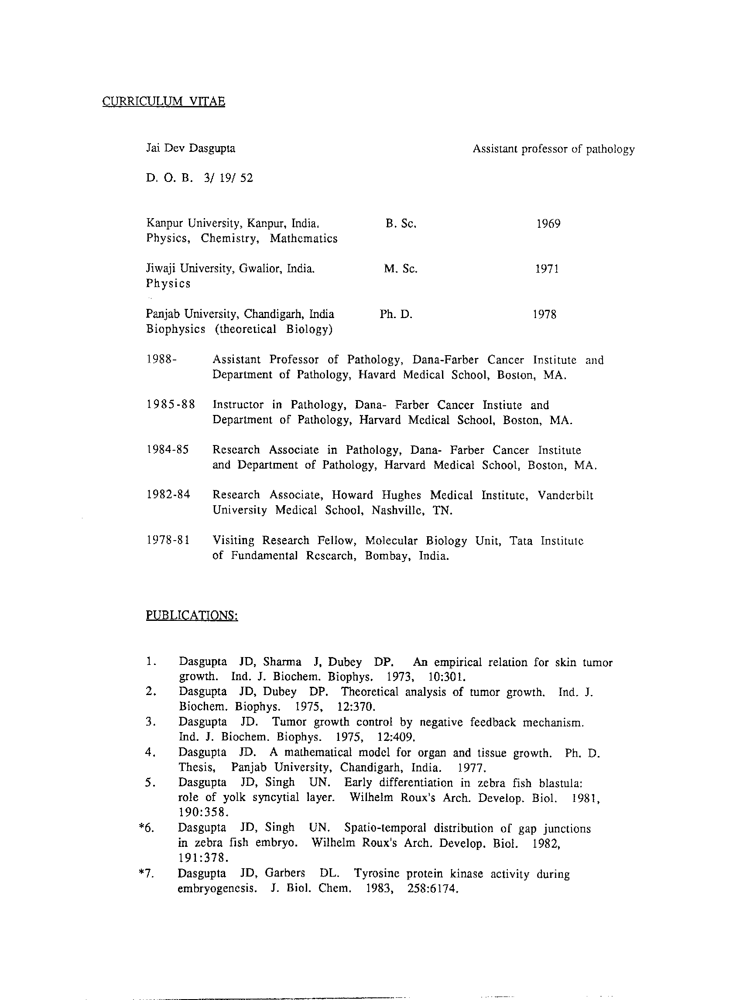 CURRICULUM VITAE
Jai Dev Dasgupta Assistant professor of pathology
D. O. B. 3/ 19/ 52
Kanpur University, Kanpur, India. B. Sc. 1969
Physics, Chemistry, Mathematics
Jiwaji University, Gwalior, India. M. Sc. 1971
Physics
Panjab University, Chandigarh, India Ph. D. 1978
Biophysics (theoretical Biology)
1988- Assistant Professor of Pathology, Dana-Farber Cancer Institute and
Department of Pathology, Havard Medical School, Boston, MA.
1985-88 Instructor in Pathology, Dana- Farber Cancer Instiute and
Department of Pathology, Harvard Medical School, Boston, MA.
1984-85 Research Associate in Pathology, Dana- Farber Cancer Institute
and Department of Pathology, Harvard Medical School, Boston, MA.
1982-84 Research Associate, Howard Hughes Medical Institute, Vanderbilt
University Medical School, Nashville, TN.
1978-81 Visiting Research Fellow, Molecular Biology Unit, Tata Institute
of Fundamental Research, Bombay, India.
PUBLICATIONS:
1. Dasgupta JD, Sharma J, Dubey DP. An empirical relation for skin tumor
growth. Ind. J. Biochem. Biophys. 1973, 10:301.
2. Dasgupta JD, Dubey DP. Theoretical analysis of tumor growth. Ind. J.
Biochem. Biophys. 1975, 12:370.
3. Dasgupta JD. Tumor growth control by negative feedback mechanism.
Ind. J. Biochem. Biophys. 1975, 12:409.
4. Dasgupta JD. A mathematical model for organ and tissue growth. Ph. D.
Thesis, Panjab University, Chandigarh, India. 1977.
5. Dasgupta JD, Singh UN. Early differentiation in zebra fish blastula:
role of yolk syncytial layer. Wilhelm Roux's Arch. Develop. Biol. 1981,
190:358.
*6. Dasgupta JD, Singh UN. Spatio-temporal distribution of gap junctions
in zebra fish embryo. Wilhelm Roux's Arch. Develop. Biol. 1982,
191:378.
*7. Dasgupta JD, Garbers DL. Tyrosine protein kinase activity during
embryogenesis. J. Biol. Chem. 1983, 258:6174.